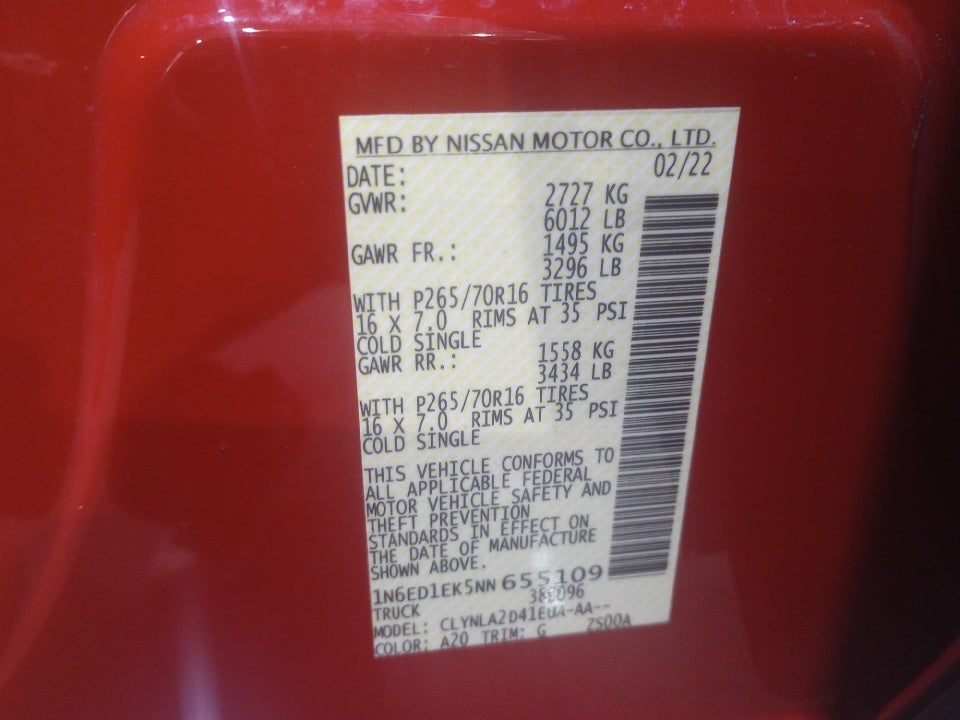 MFD BY NISSAN MOTOR CO., LTD.
DATE: 02/22
GVWR: 2727 KG
6012 LB
GAWR FR.: 1495 KG
3296 LB
WITH P265/70R16 TIRES
16 X 7.0 RIMS AT 35 PSI
COLD SINGLE
GAWR RR.: 1558 KG
3434 LB
WITH P265/70R16 TIRES
16 X 7.0 RIMS AT 35 PSI
COLD SINGLE
THIS VEHICLE CONFORMS TO
ALL APPLICABLE FEDERAL
MOTOR VEHICLE SAFETY AND
THEFT PREVENTION
STANDARDS IN EFFECT ON
THE DATE OF MANUFACTURE
SHOWN ABOVE.
1N6ED1EK5NN 655109
TRUCK
MODEL: CLYNLA2D41EUA-AA--
COLOR: A20 TRIM: G ZS00A